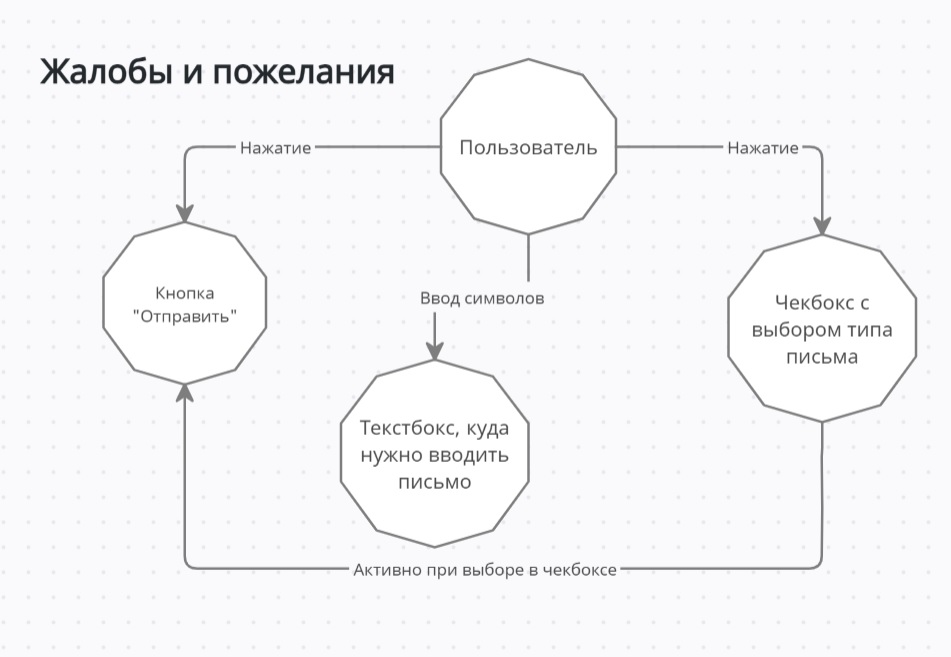 Жалобы и пожелания
Пользователь
Нажатие
Нажатие
Кнопка
"Отправить"
Ввод символов
Чекбокс с
выбором типа
письма
Текстбокс, куда
нужно вводить
письмо
Активно при выборе в чекбоксе